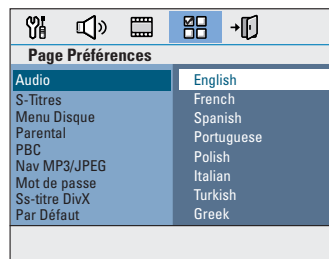 Page Préférences
Audio
S-Titres
Menu Disque
Parental
PBC
Nav MP3/JPEG
Mot de passe
Ss-titre DivX
Par Défaut
English
French
Spanish
Portuguese
Polish
Italian
Turkish
Greek